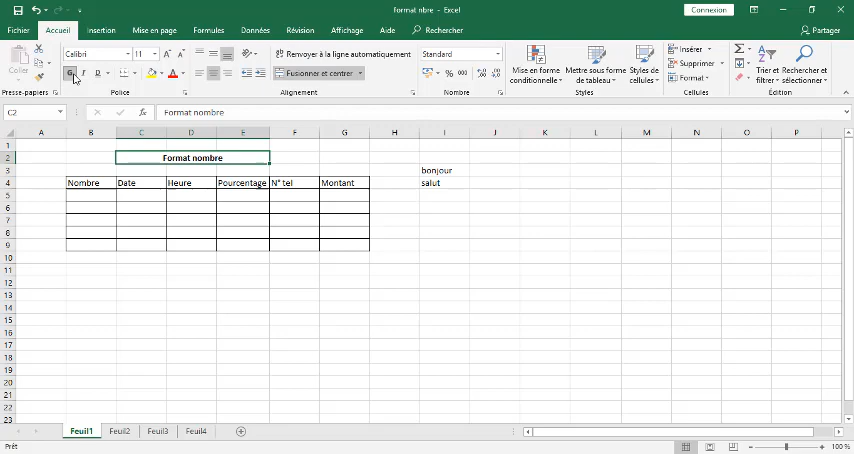 Format nbre - Excel
Connexion
Fichier Accueil Insertion Mise en page Formules Données Révision Affichage Aide Rechercher Partager
Coller
Calibri 11
G I
Renvoyer à la ligne automatiquement
Fusionner et centrer
Standard
% 000
Mise en forme conditionnelle
Mettre sous forme de tableau
Styles de cellules
Insérer
Supprimer
Format
Trier et filtrer
Rechercher et sélectionner
Presse-papiers Police Alignement Nombre Styles Cellules Édition
C2 fx Format nombre
A B C D E F G H I J K L M N O P
1
2 Format nombre
3 bonjour
4 Nombre Date Heure Pourcentage N° tel Montant salut
5
6
7
8
9
10
11
12
13
14
15
16
17
18
19
20
21
22
23
Feuil1 Feuil2 Feuil3 Feuil4
Prêt 100 %